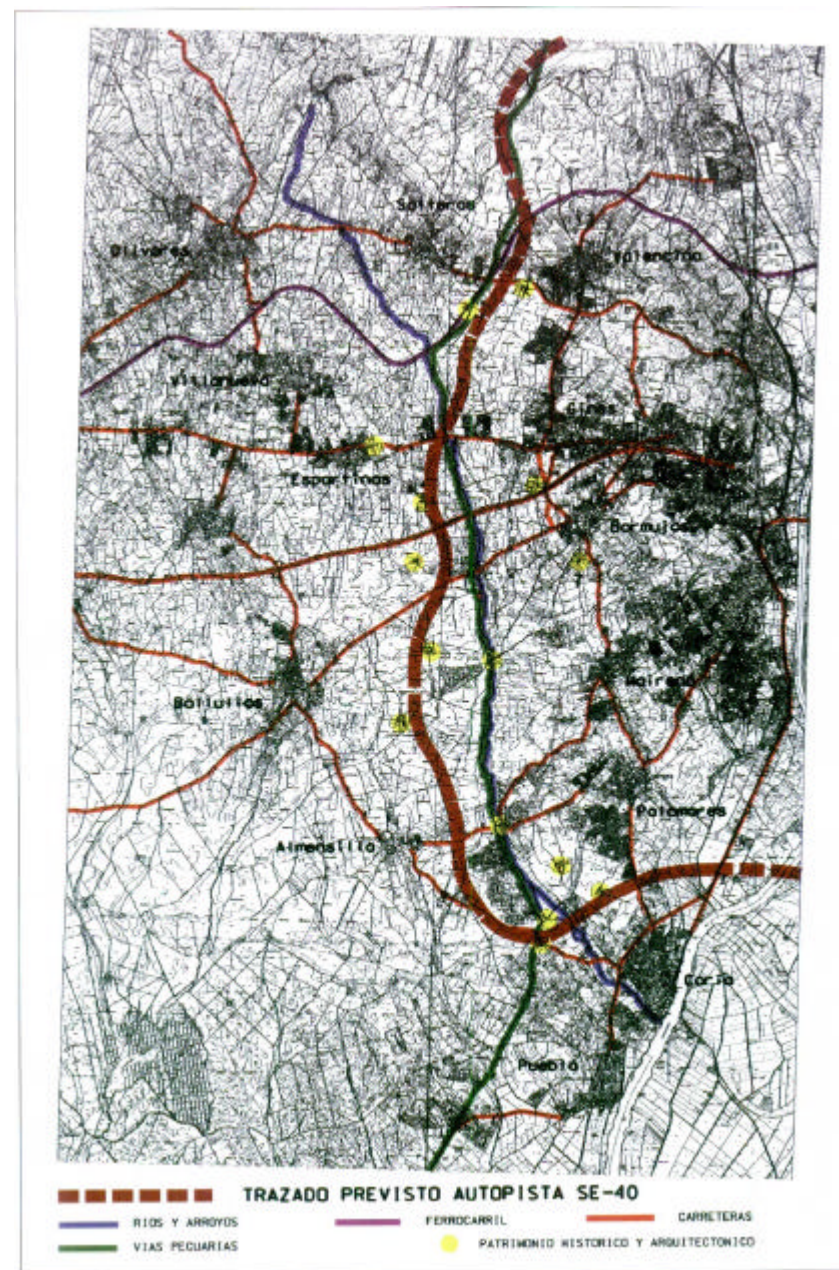 Salteras
Olivares
Valencina
Villanueva
Gines
Espartinas
Bormujos
Mairena
Bollullos
Palomares
Almensilla
Coria
Puebla
TRAZADO PREVISTO AUTOPISTA SE-40
RIOS Y ARROYOS
FERROCARRIL
CARRETERAS
VIAS PECUARIAS
PATRIMONIO HISTORICO Y ARQUITECTONICO